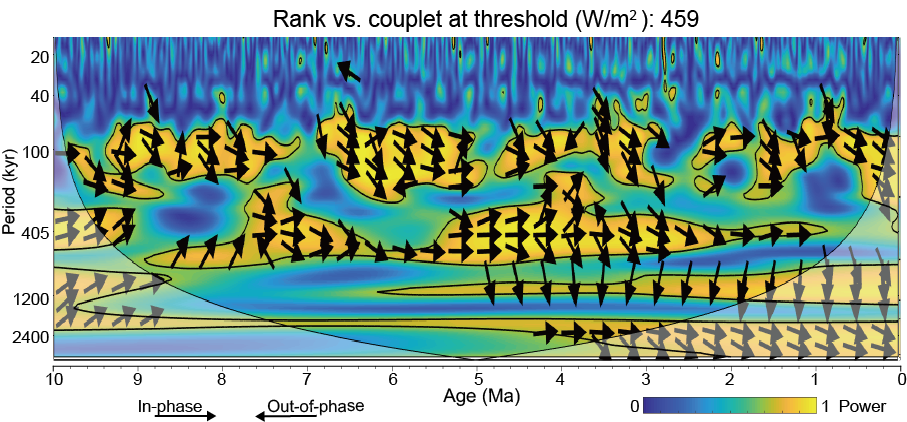 Rank vs. couplet at threshold (W/m²): 459
20
40
100
405
1200
2400
Period (kyr)
10 9 8 7 6 5 4 3 2 1 0
Age (Ma)
In-phase
Out-of-phase
0 1 Power